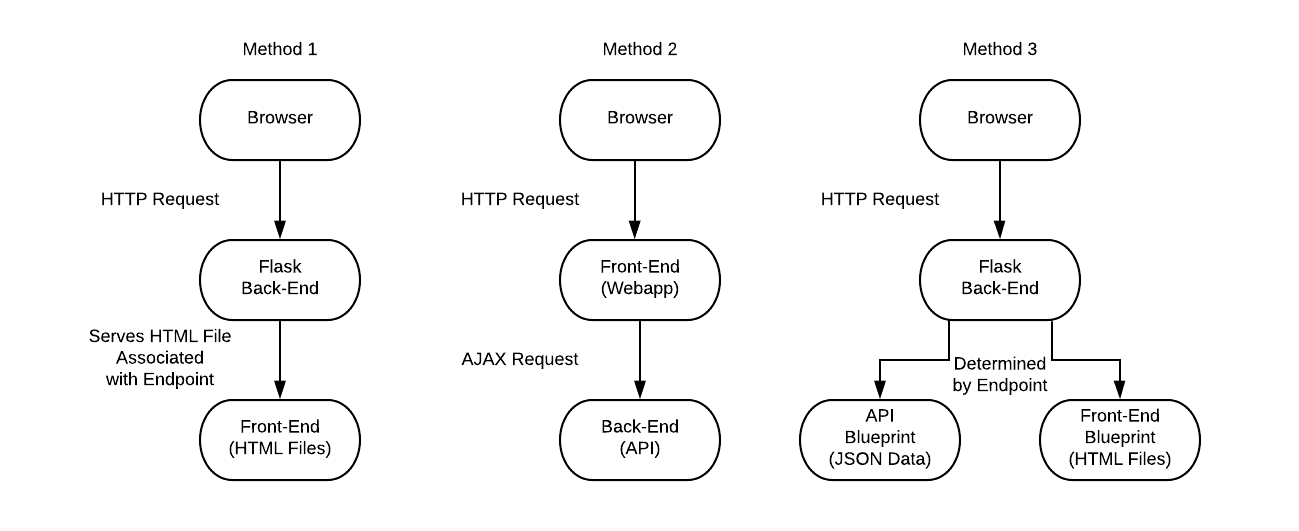 Method 1
Browser
HTTP Request
Flask
Back-End
Serves HTML File
Associated
with Endpoint
Front-End
(HTML Files)
Method 2
Browser
HTTP Request
Front-End
(Webapp)
AJAX Request
Back-End
(API)
Method 3
Browser
HTTP Request
Flask
Back-End
Determined
by Endpoint
API
Blueprint
(JSON Data)
Front-End
Blueprint
(HTML Files)